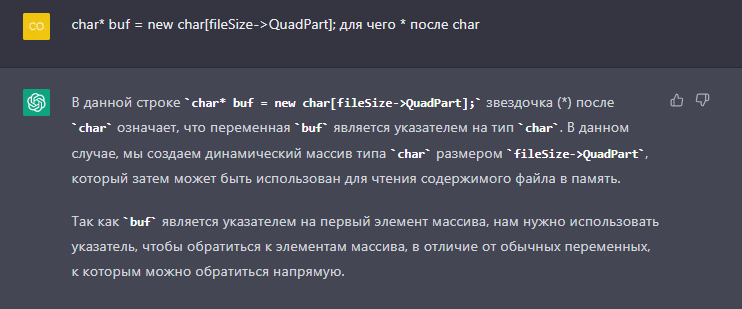 CO
char* buf = new char[fileSize->QuadPart]; для чего * после char
В данной строке `char* buf = new char[fileSize->QuadPart];` звездочка (*) после
`char` означает, что переменная `buf` является указателем на тип `char`. В данном
случае, мы создаем динамический массив типа `char` размером `fileSize->QuadPart`,
который затем может быть использован для чтения содержимого файла в память.
Так как `buf` является указателем на первый элемент массива, нам нужно использовать
указатель, чтобы обратиться к элементам массива, в отличие от обычных переменных,
к которым можно обратиться напрямую.